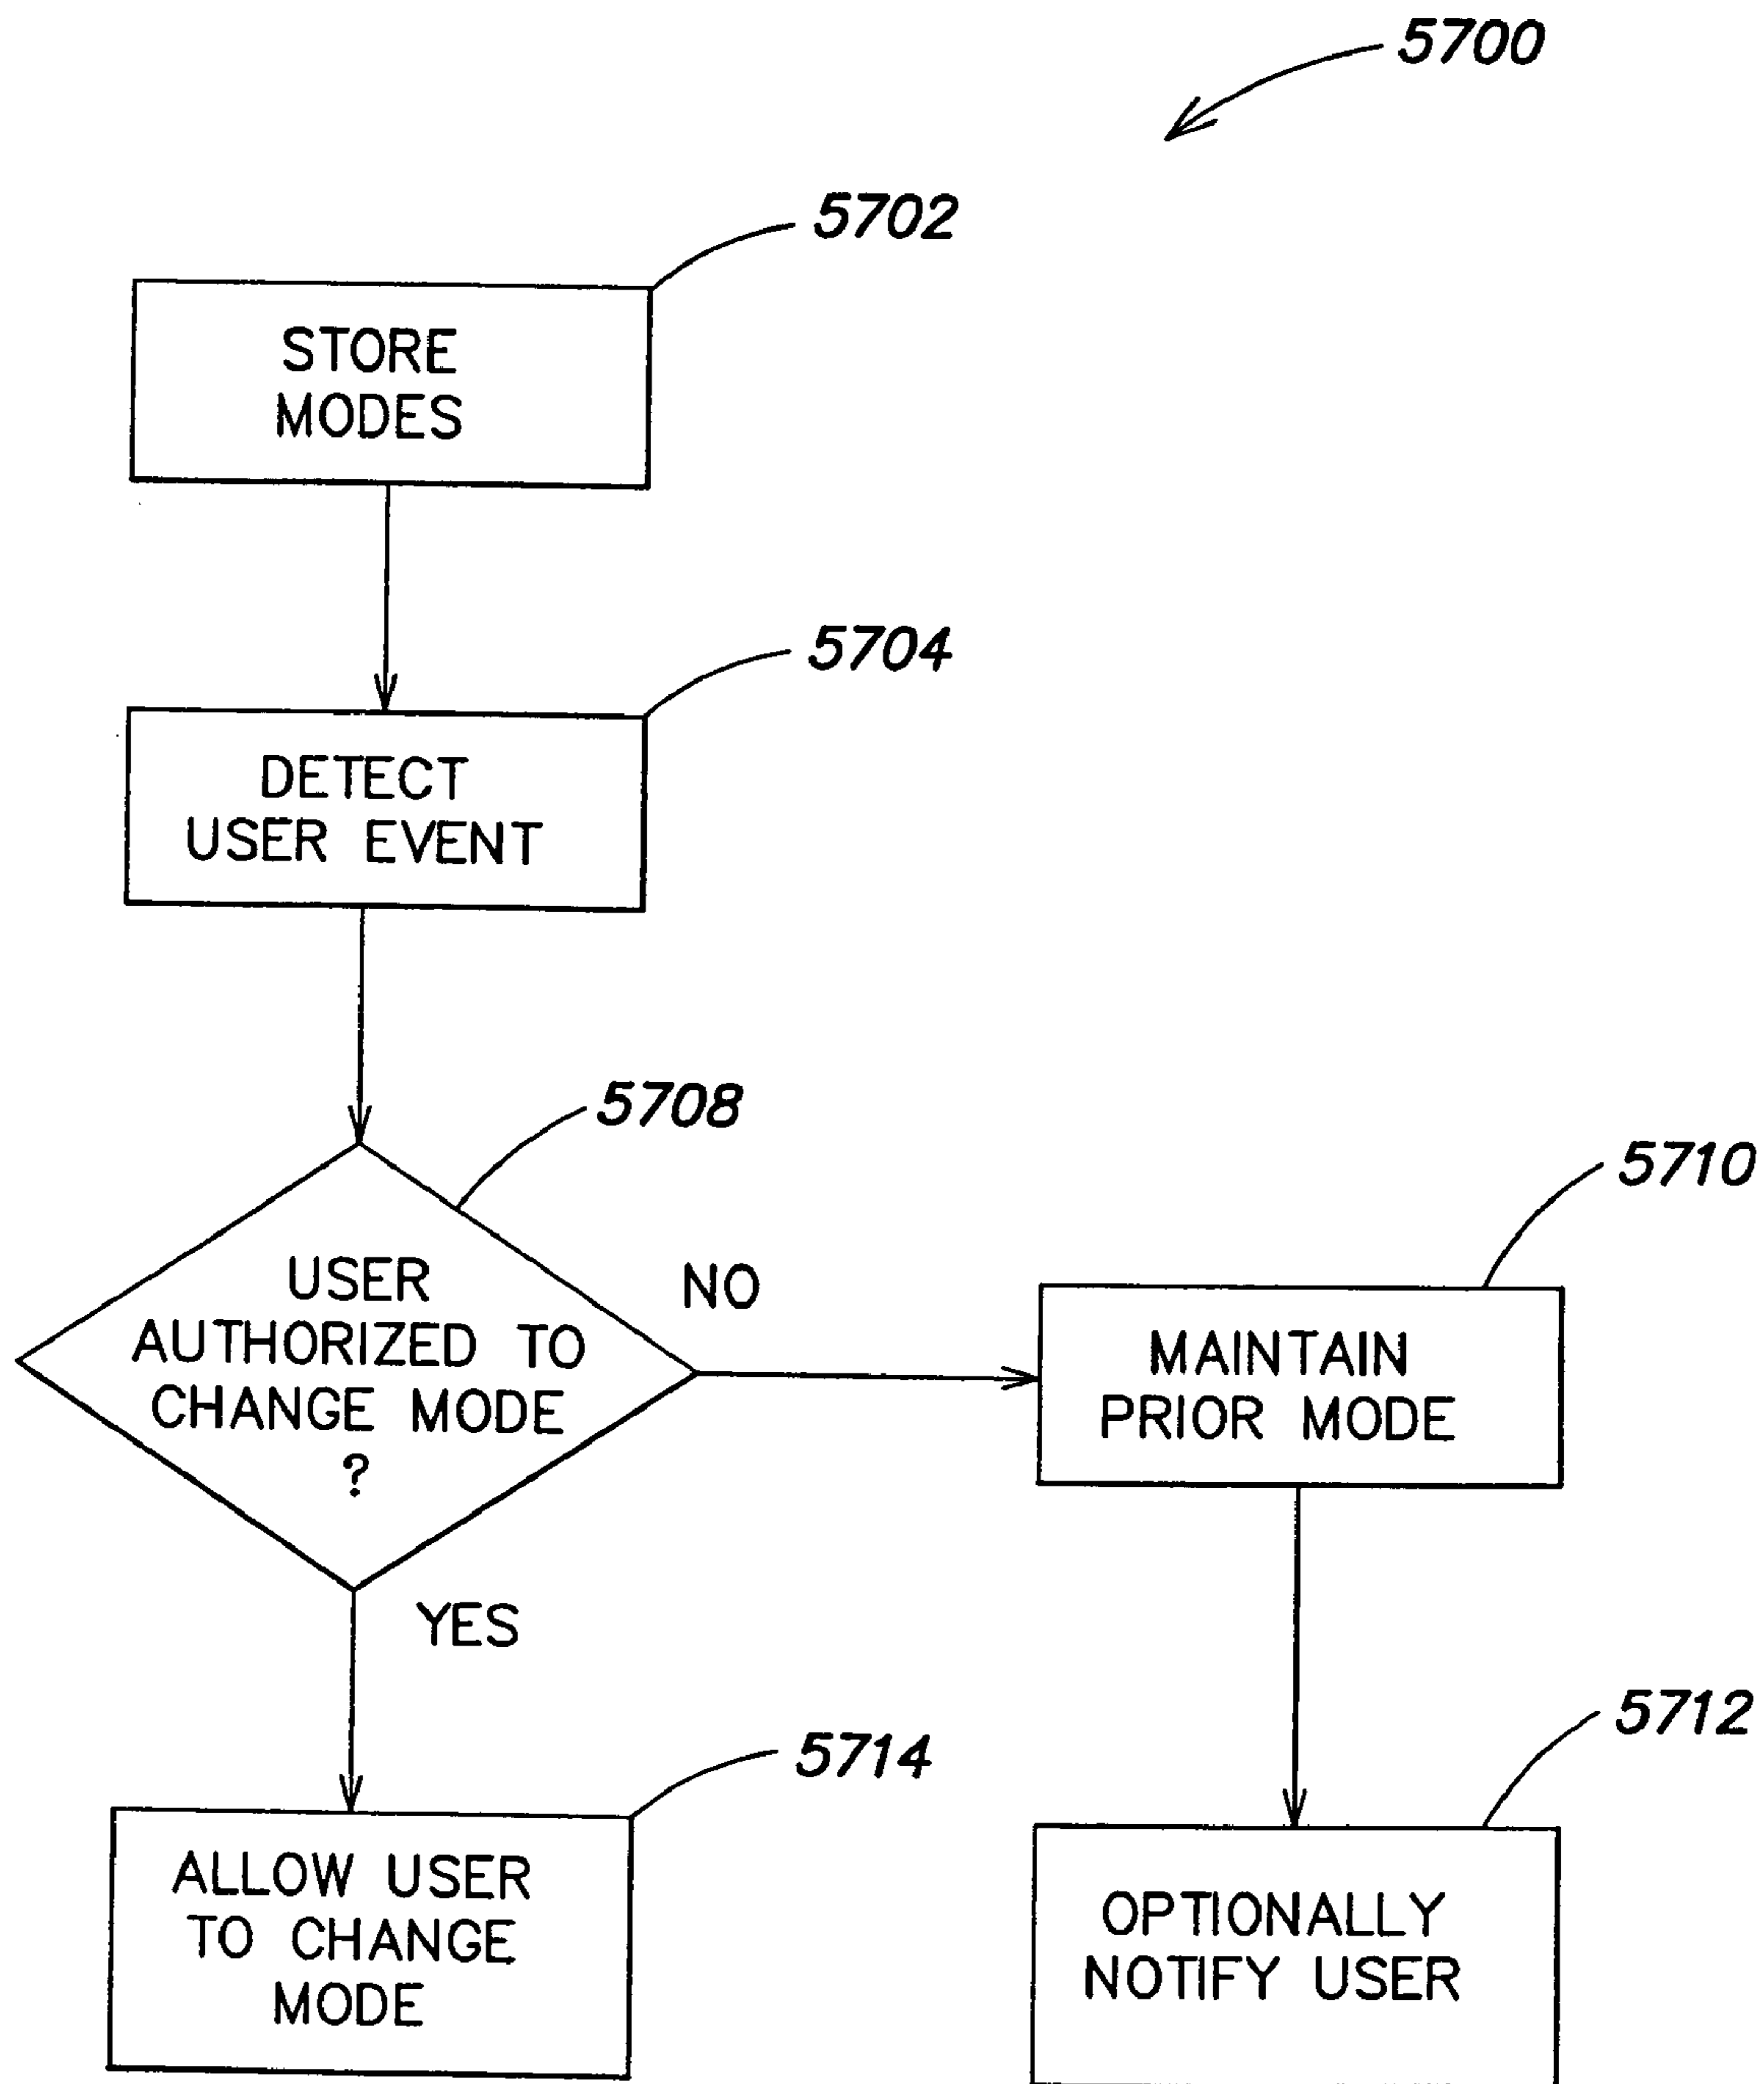 5700
5702
STORE
MODES
5704
DETECT
USER EVENT
5708
USER
AUTHORIZED TO
CHANGE MODE
?
NO
5710
MAINTAIN
PRIOR MODE
YES
5712
OPTIONALLY
NOTIFY USER
5714
ALLOW USER
TO CHANGE
MODE